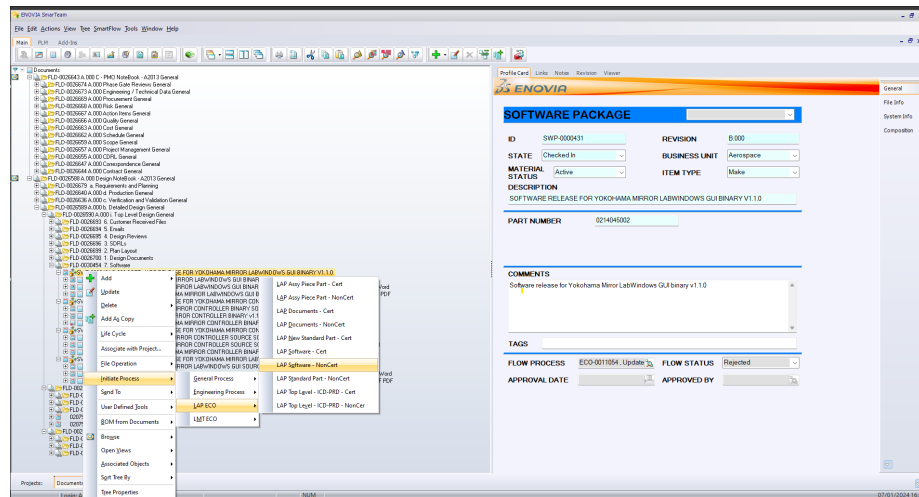 ENOVIA SmarTeam
File Edit Actions View Tree SmartFlow Tools Window Help
Main PLM Add-Ins
Documents
FLD-0026643 A.000 C - PMO NoteBook - A2013 General
FLD-0026674 A.000 Phase Gate Reviews General
FLD-0026673 A.000 Engineering / Technical Data General
FLD-0026669 A.000 Procurement General
FLD-0026668 A.000 Risk General
FLD-0026667 A.000 Action Items General
FLD-0026666 A.000 Quality General
FLD-0026663 A.000 Cost General
FLD-0026662 A.000 Schedule General
FLD-0026659 A.000 Scope General
FLD-0026657 A.000 Project Management General
FLD-0026655 A.000 CDRL General
FLD-0026647 A.000 Correspondence General
FLD-0026644 A.000 Contract General
FLD-0026588 A.000 Design NoteBook - A2013 General
FLD-0026679 a. Requirements and Planning
FLD-0026640 A.000 d. Production General
FLD-0026636 A.000 c. Verification and Validation General
FLD-0026589 A.000 b. Detailed Design General
FLD-0026590 A.000 i. Top Level Design General
FLD-0026693 6. Customer Received Files
FLD-0026694 5. Emails
FLD-0026695 4. Design Reviews
FLD-0026696 3. SDRLs
FLD-0026699 2. Plan Layout
FLD-0026700 1. Design Documents
FLD-0030454 7. Software
SE FOR YOKOHAMA MIRROR LABWINDOWS GUI BINARY V1.1.0
Add
Update
Delete
Add As Copy
Life Cycle
Associate with Project...
File Operation
Initiate Process
Send To
User Defined Tools
BOM from Documents
Browse
Open Views
Associated Objects
Sort Tree By
Tree Properties
General Process
Engineering Process
LAP ECO
LMT ECO
LAP Assy Piece Part - Cert
LAP Assy Piece Part - NonCert
LAP Documents - Cert
LAP Documents - NonCert
LAP New Standard Part - Cert
LAP Software - Cert
LAP Software - NonCert
LAP Standard Part - NonCert
LAP Top Level - ICD-PRD - Cert
LAP Top Level - ICD-PRD - NonCer
Profile Card Links Notes Revision Viewer
ENOVIA
SOFTWARE PACKAGE
ID SWP-0000431 REVISION B.000
STATE Checked In BUSINESS UNIT Aerospace
MATERIAL STATUS Active ITEM TYPE Make
DESCRIPTION
SOFTWARE RELEASE FOR YOKOHAMA MIRROR LABWINDOWS GUI BINARY V1.1.0
PART NUMBER 0214045002
COMMENTS
Software release for Yokohama Mirror LabWindows GUI binary v1.1.0
TAGS
FLOW PROCESS ECO-0011054 . Update FLOW STATUS Rejected
APPROVAL DATE APPROVED BY
General
File Info
System Info
Composition
Projects: Document
NUM
07/01/2024 16